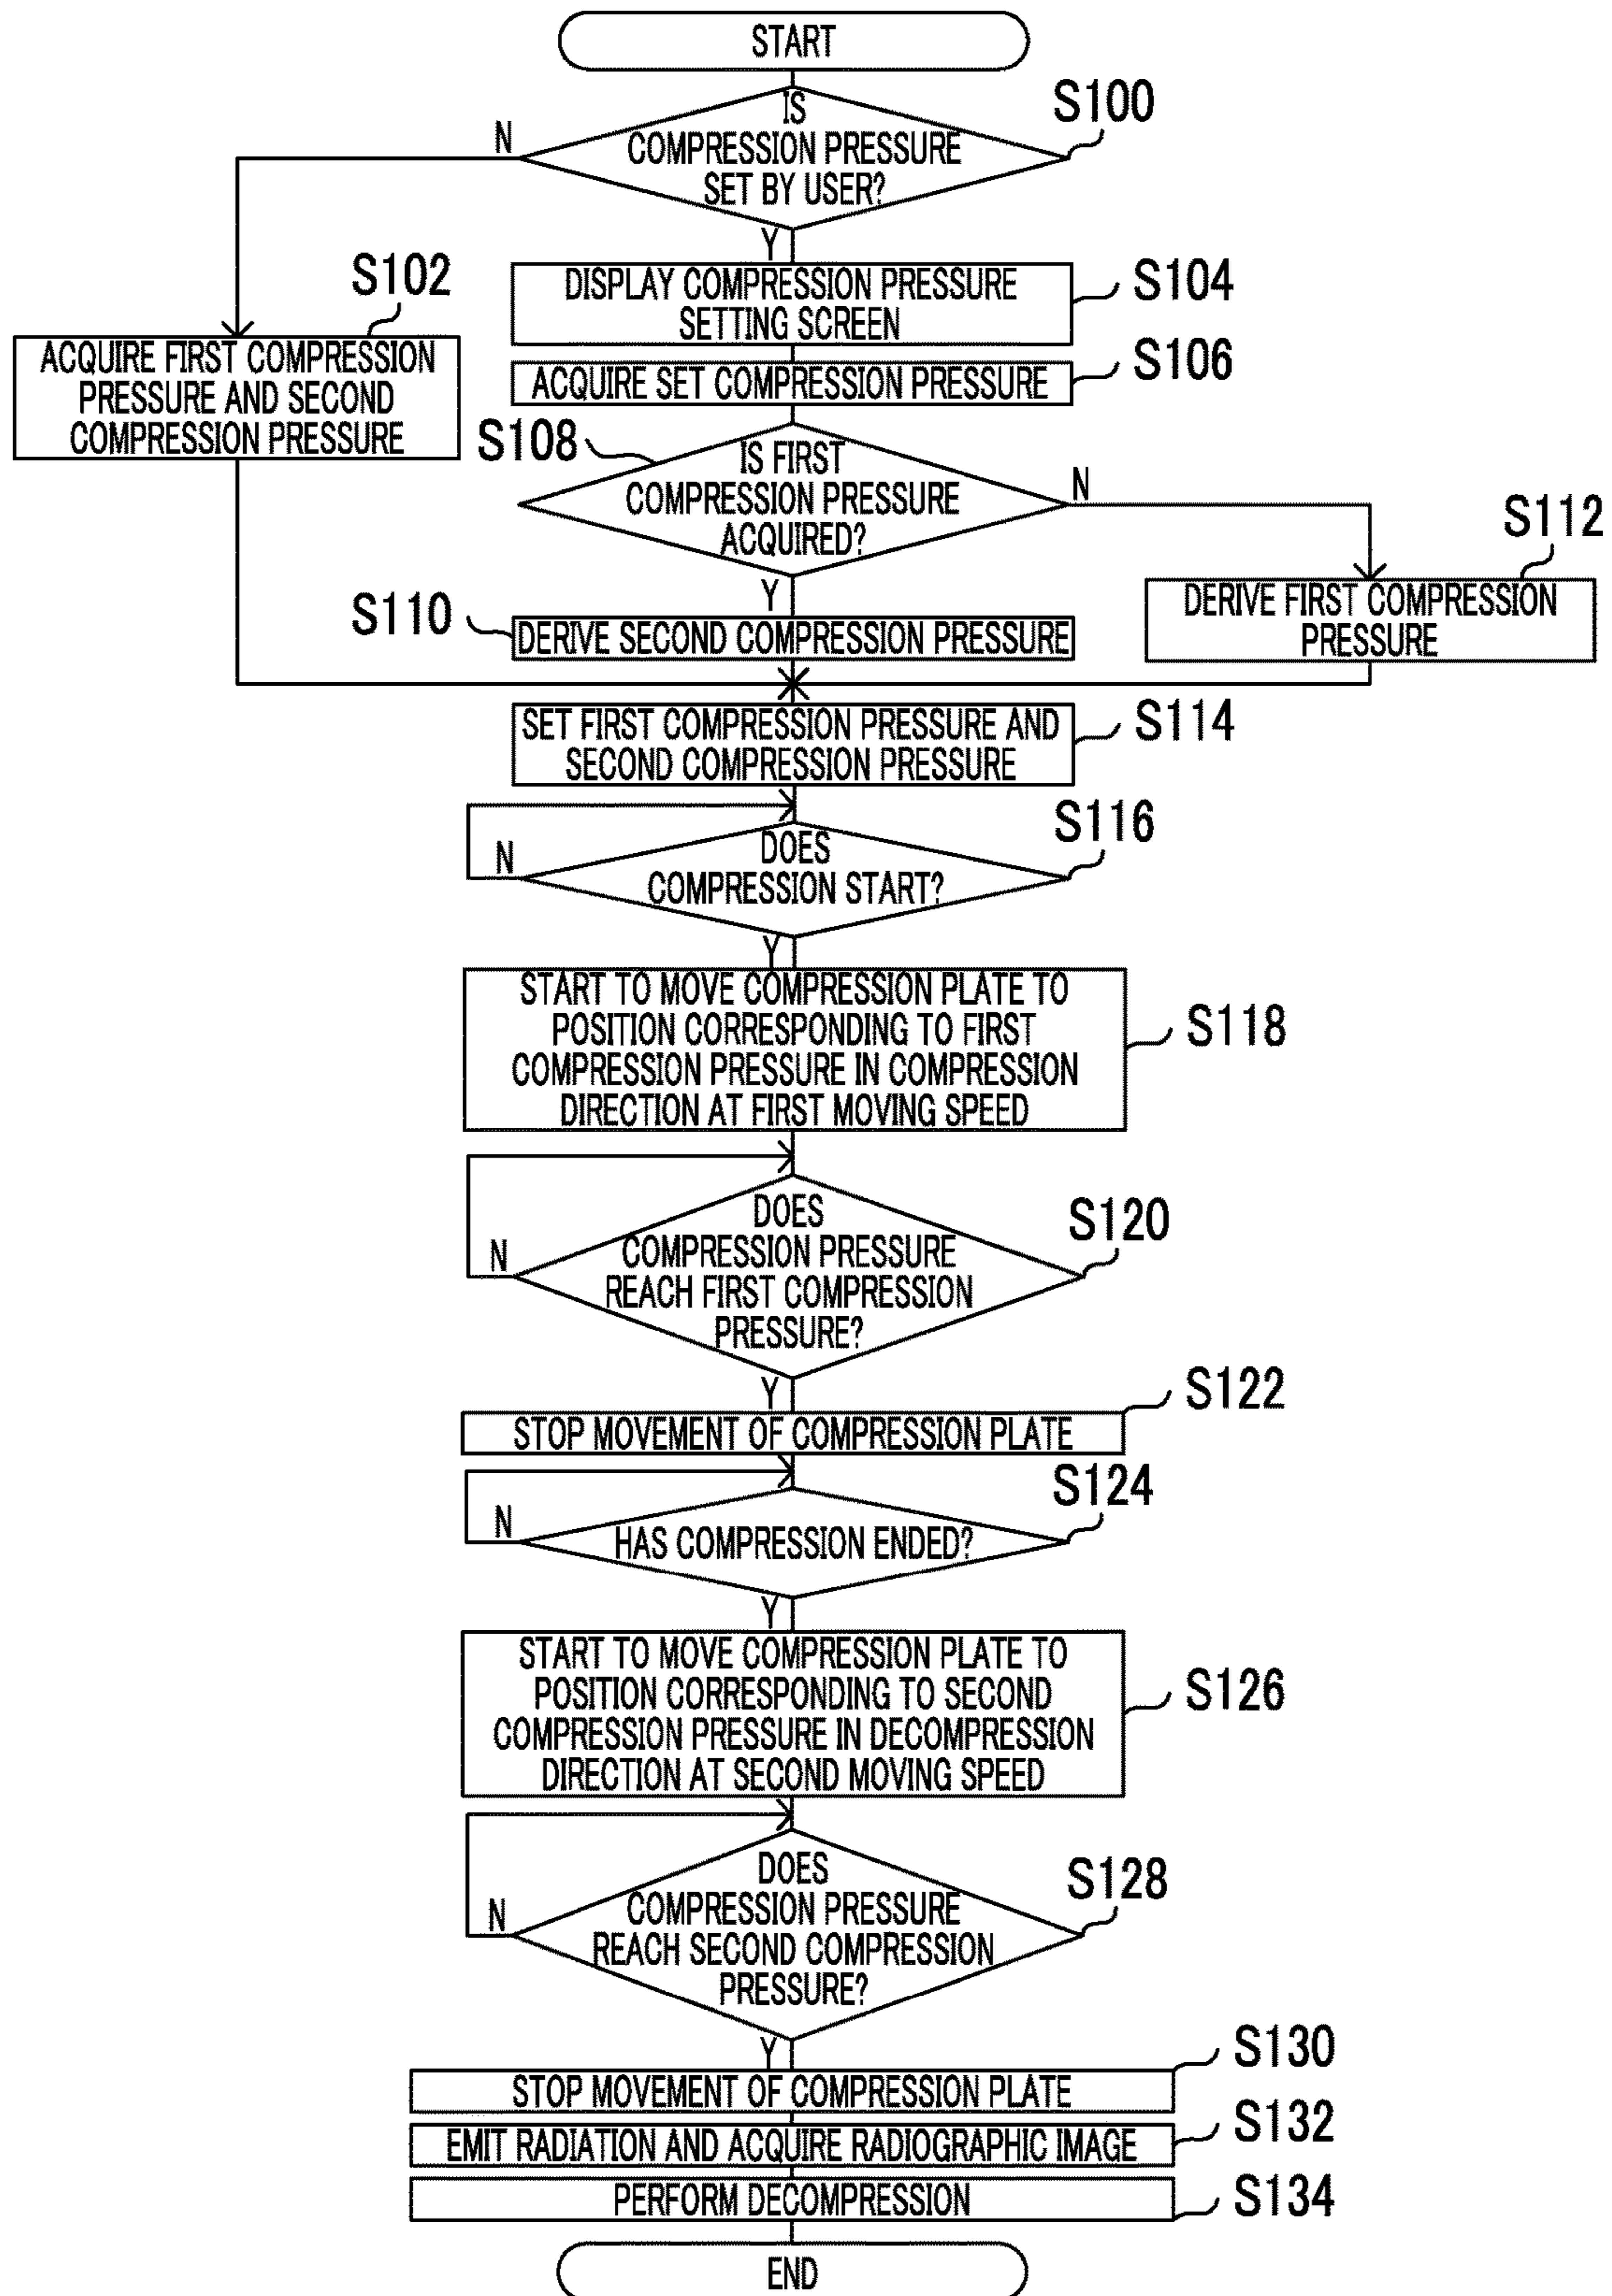 START
IS
COMPRESSION PRESSURE
SET BY USER?
S100
N
Y
S102
ACQUIRE FIRST COMPRESSION
PRESSURE AND SECOND
COMPRESSION PRESSURE
DISPLAY COMPRESSION PRESSURE
SETTING SCREEN
S104
ACQUIRE SET COMPRESSION PRESSURE
S106
S108
IS FIRST
COMPRESSION PRESSURE
ACQUIRED?
N
Y
S112
DERIVE FIRST COMPRESSION
PRESSURE
S110
DERIVE SECOND COMPRESSION PRESSURE
SET FIRST COMPRESSION PRESSURE AND
SECOND COMPRESSION PRESSURE
S114
DOES
COMPRESSION START?
S116
N
Y
START TO MOVE COMPRESSION PLATE TO
POSITION CORRESPONDING TO FIRST
COMPRESSION PRESSURE IN COMPRESSION
DIRECTION AT FIRST MOVING SPEED
S118
DOES
COMPRESSION PRESSURE
REACH FIRST COMPRESSION
PRESSURE?
S120
N
Y
STOP MOVEMENT OF COMPRESSION PLATE
S122
HAS COMPRESSION ENDED?
S124
N
Y
START TO MOVE COMPRESSION PLATE TO
POSITION CORRESPONDING TO SECOND
COMPRESSION PRESSURE IN DECOMPRESSION
DIRECTION AT SECOND MOVING SPEED
S126
DOES
COMPRESSION PRESSURE
REACH SECOND COMPRESSION
PRESSURE?
S128
N
Y
STOP MOVEMENT OF COMPRESSION PLATE
S130
EMIT RADIATION AND ACQUIRE RADIOGRAPHIC IMAGE
S132
PERFORM DECOMPRESSION
S134
END